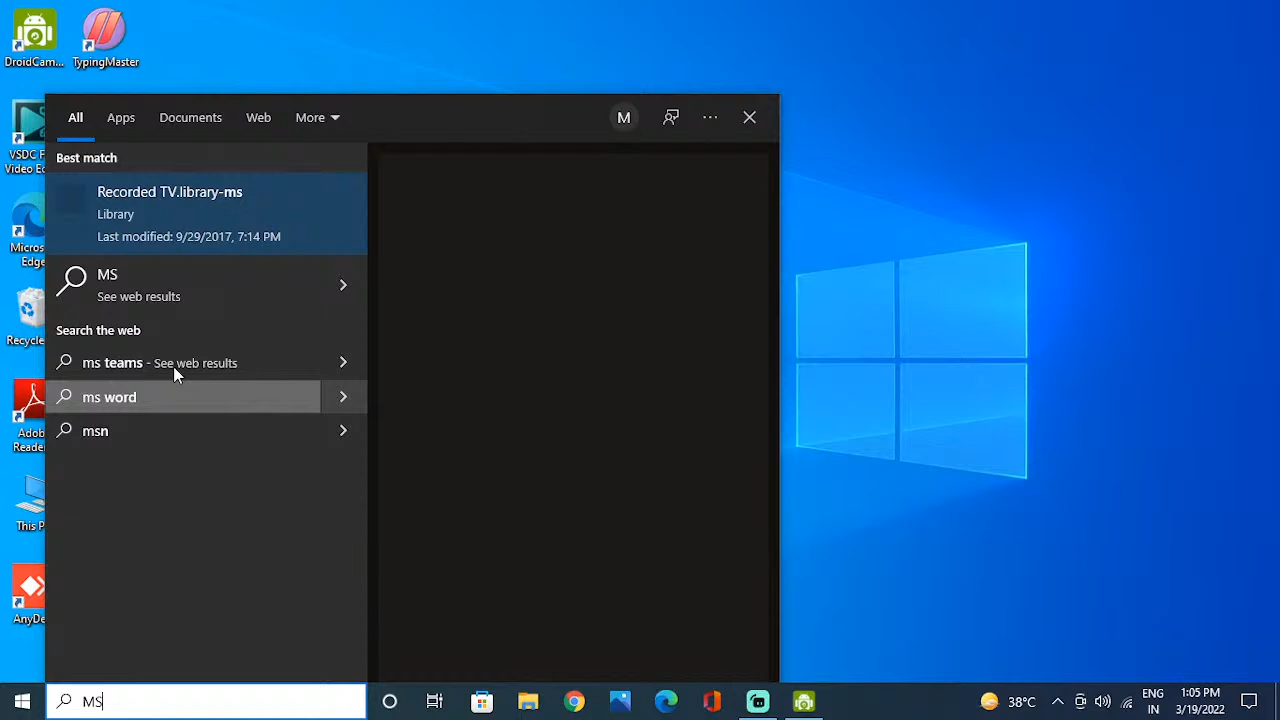 DroidCam...
TypingMaster
VSDC F
Video Ed
Micros
Edge
Recycle
Adob
Reader
This P
AnyDe
All
Apps
Documents
Web
More
M
Best match
Recorded TV.library-ms
Library
Last modified: 9/29/2017, 7:14 PM
MS
See web results
Search the web
ms teams - See web results
ms word
msn
MS
38°C
ENG
IN
1:05 PM
3/19/2022